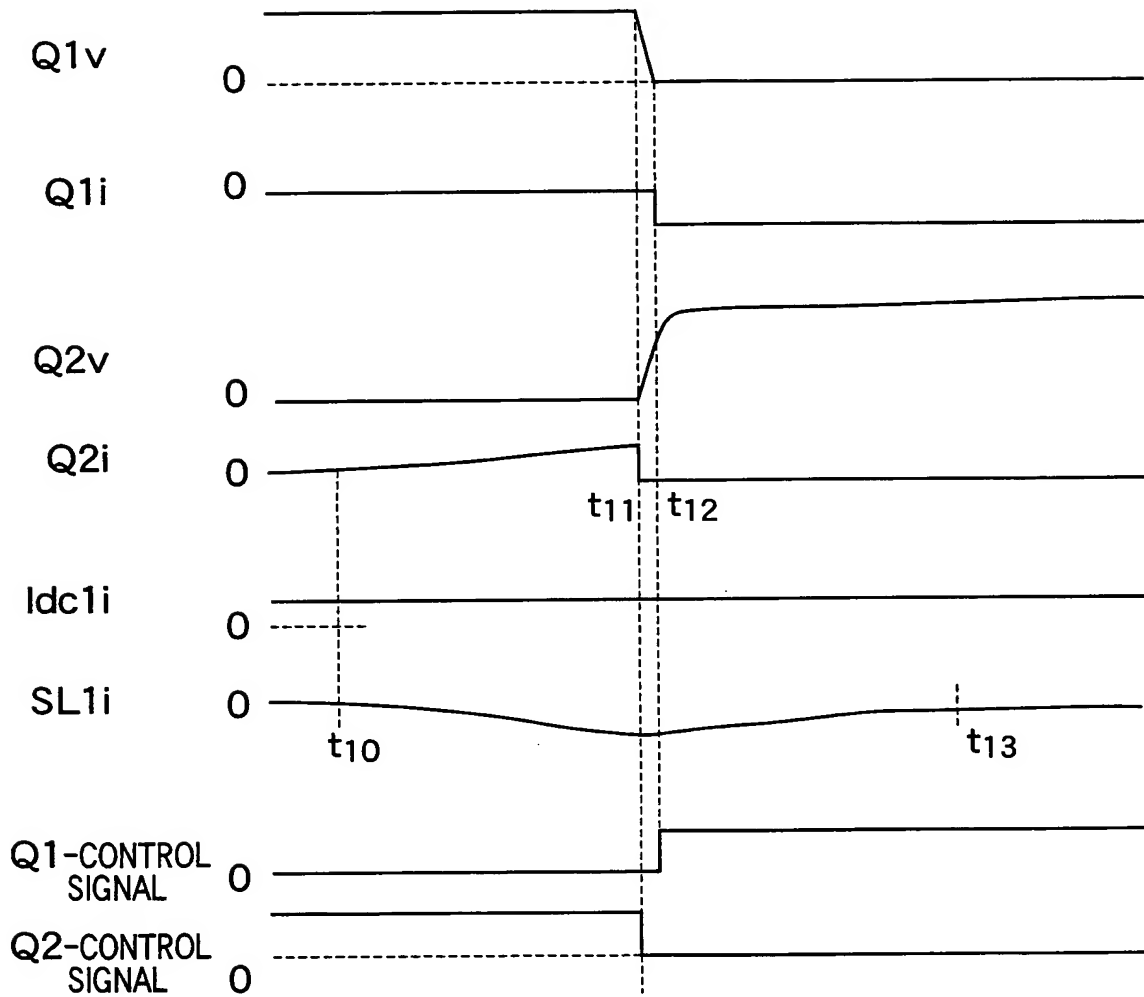 Q1v
0
Q1i
0
Q2v
0
Q2i
0
t11
t12
Idc1i
0
SL1i
0
t10
t13
Q1-CONTROL
SIGNAL
0
Q2-CONTROL
SIGNAL
0